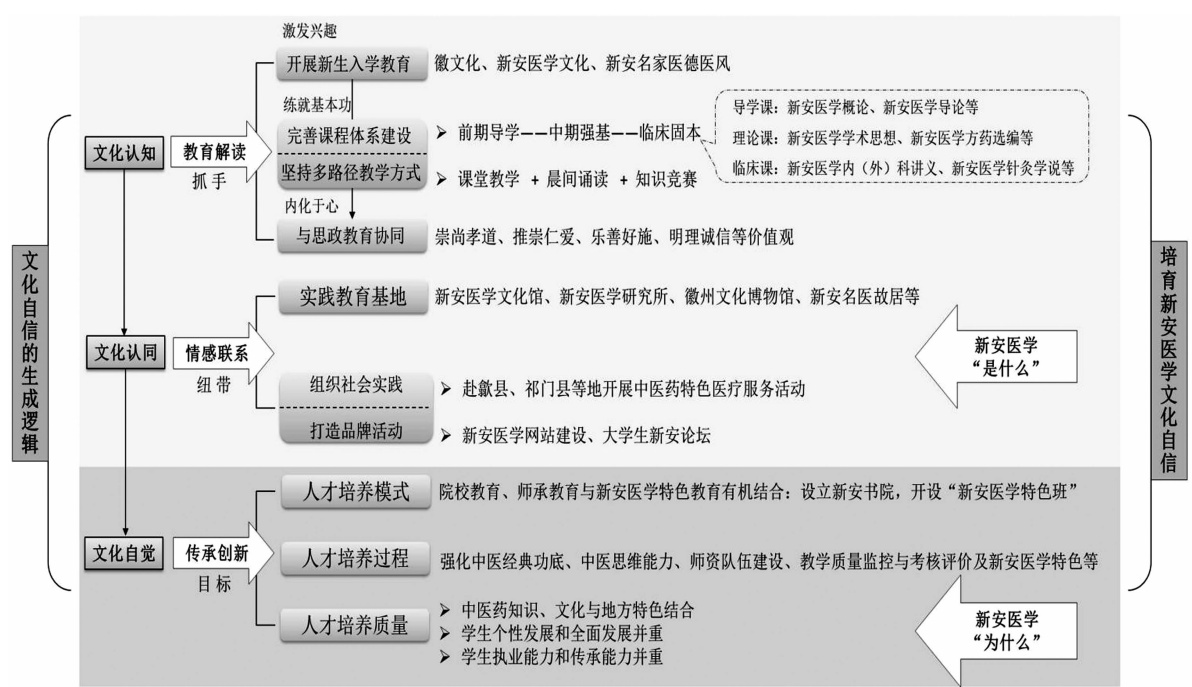 文化自信的生成逻辑
文化认知
教育解读
抓手
激发兴趣
开展新生入学教育
徽文化、新安医学文化、新安名家医德医风
练就基本功
完善课程体系建设
➢ 前期导学——中期强基——临床固本
导学课：新安医学概论、新安医学导论等
理论课：新安医学学术思想、新安医学方药选编等
临床课：新安医学内（外）科讲义、新安医学针灸学说等
坚持多路径教学方式
➢ 课堂教学 + 晨间诵读 + 知识竞赛
内化于心
与思政教育协同
崇尚孝道、推崇仁爱、乐善好施、明理诚信等价值观
文化认同
情感联系
纽带
实践教育基地
新安医学文化馆、新安医学研究所、徽州文化博物馆、新安名医故居等
组织社会实践
➢ 赴歙县、祁门县等地开展中医药特色医疗服务活动
打造品牌活动
➢ 新安医学网站建设、大学生新安论坛
新安医学
“是什么”
文化自觉
传承创新
目标
人才培养模式
院校教育、师承教育与新安医学特色教育有机结合：设立新安书院，开设“新安医学特色班”
人才培养过程
强化中医经典功底、中医思维能力、师资队伍建设、教学质量监控与考核评价及新安医学特色等
人才培养质量
➢ 中医药知识、文化与地方特色结合
➢ 学生个性发展和全面发展并重
➢ 学生执业能力和传承能力并重
新安医学
“为什么”
培育新安医学文化自信